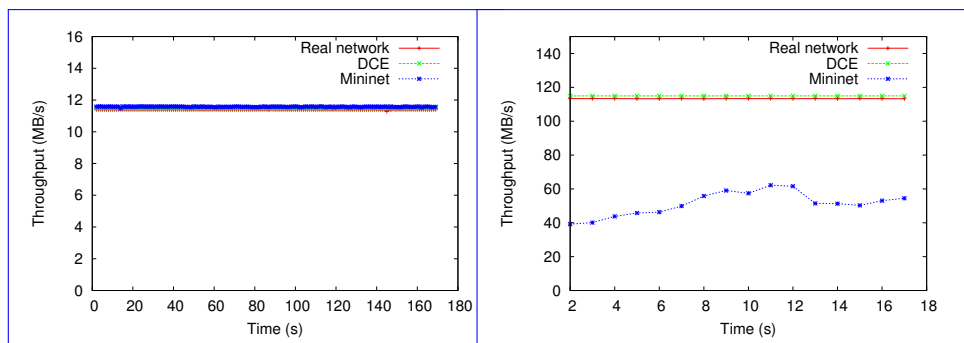 16
14
12
10
8
6
4
2
0
0 20 40 60 80 100 120 140 160 180
Throughput (MB/s)
Time (s)
Real network
DCE
Mininet
140
120
100
80
60
40
20
0
2 4 6 8 10 12 14 16 18
Throughput (MB/s)
Time (s)
Real network
DCE
Mininet